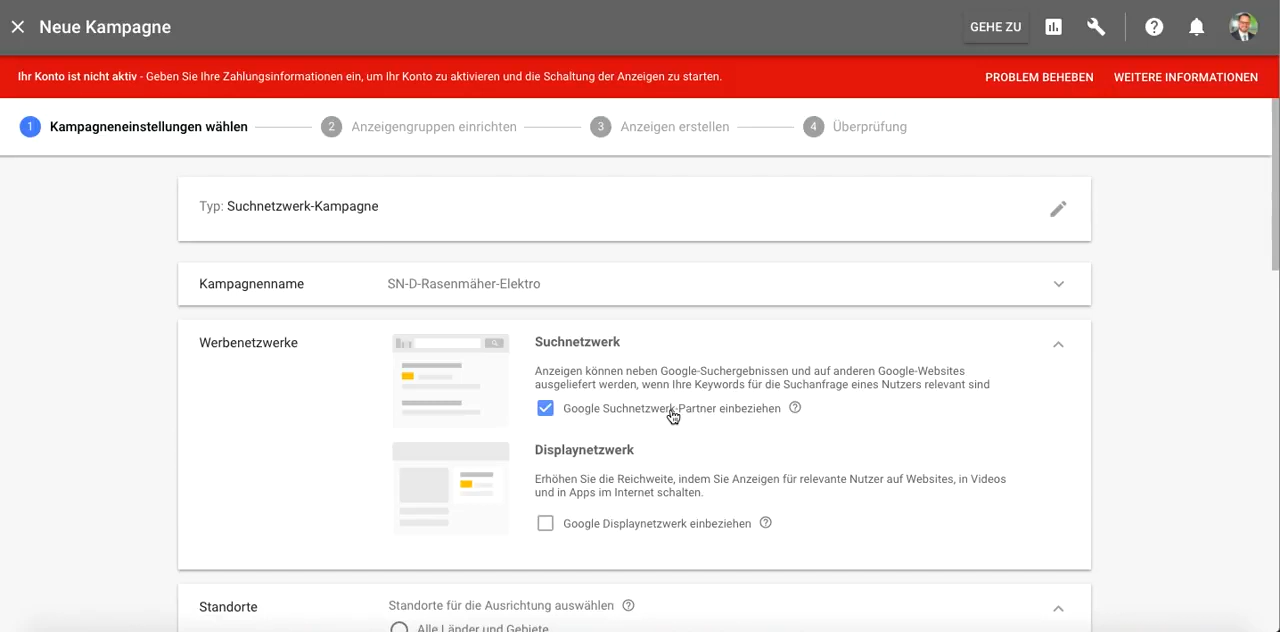 Neue Kampagne
GEHE ZU
Ihr Konto ist nicht aktiv - Geben Sie Ihre Zahlungsinformationen ein, um Ihr Konto zu aktivieren und die Schaltung der Anzeigen zu starten.
PROBLEM BEHEBEN
WEITERE INFORMATIONEN
1 Kampagneneinstellungen wählen
2 Anzeigengruppen einrichten
3 Anzeigen erstellen
4 Überprüfung
Typ: Suchnetzwerk-Kampagne
Kampagnenname
SN-D-Rasenmäher-Elektro
Werbenetzwerke
Suchnetzwerk
Anzeigen können neben Google-Suchergebnissen und auf anderen Google-Websites
ausgeliefert werden, wenn Ihre Keywords für die Suchanfrage eines Nutzers relevant sind
Google Suchnetzwerk-Partner einbeziehen
Displaynetzwerk
Erhöhen Sie die Reichweite, indem Sie Anzeigen für relevante Nutzer auf Websites, in Videos
und in Apps im Internet schalten.
Google Displaynetzwerk einbeziehen
Standorte
Standorte für die Ausrichtung auswählen
Alle Länder und Gebiete